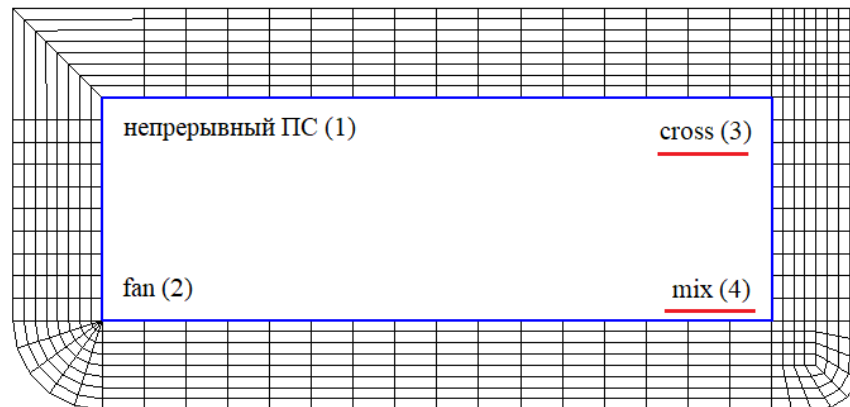 непрерывный ПС (1)
cross (3)
fan (2)
mix (4)